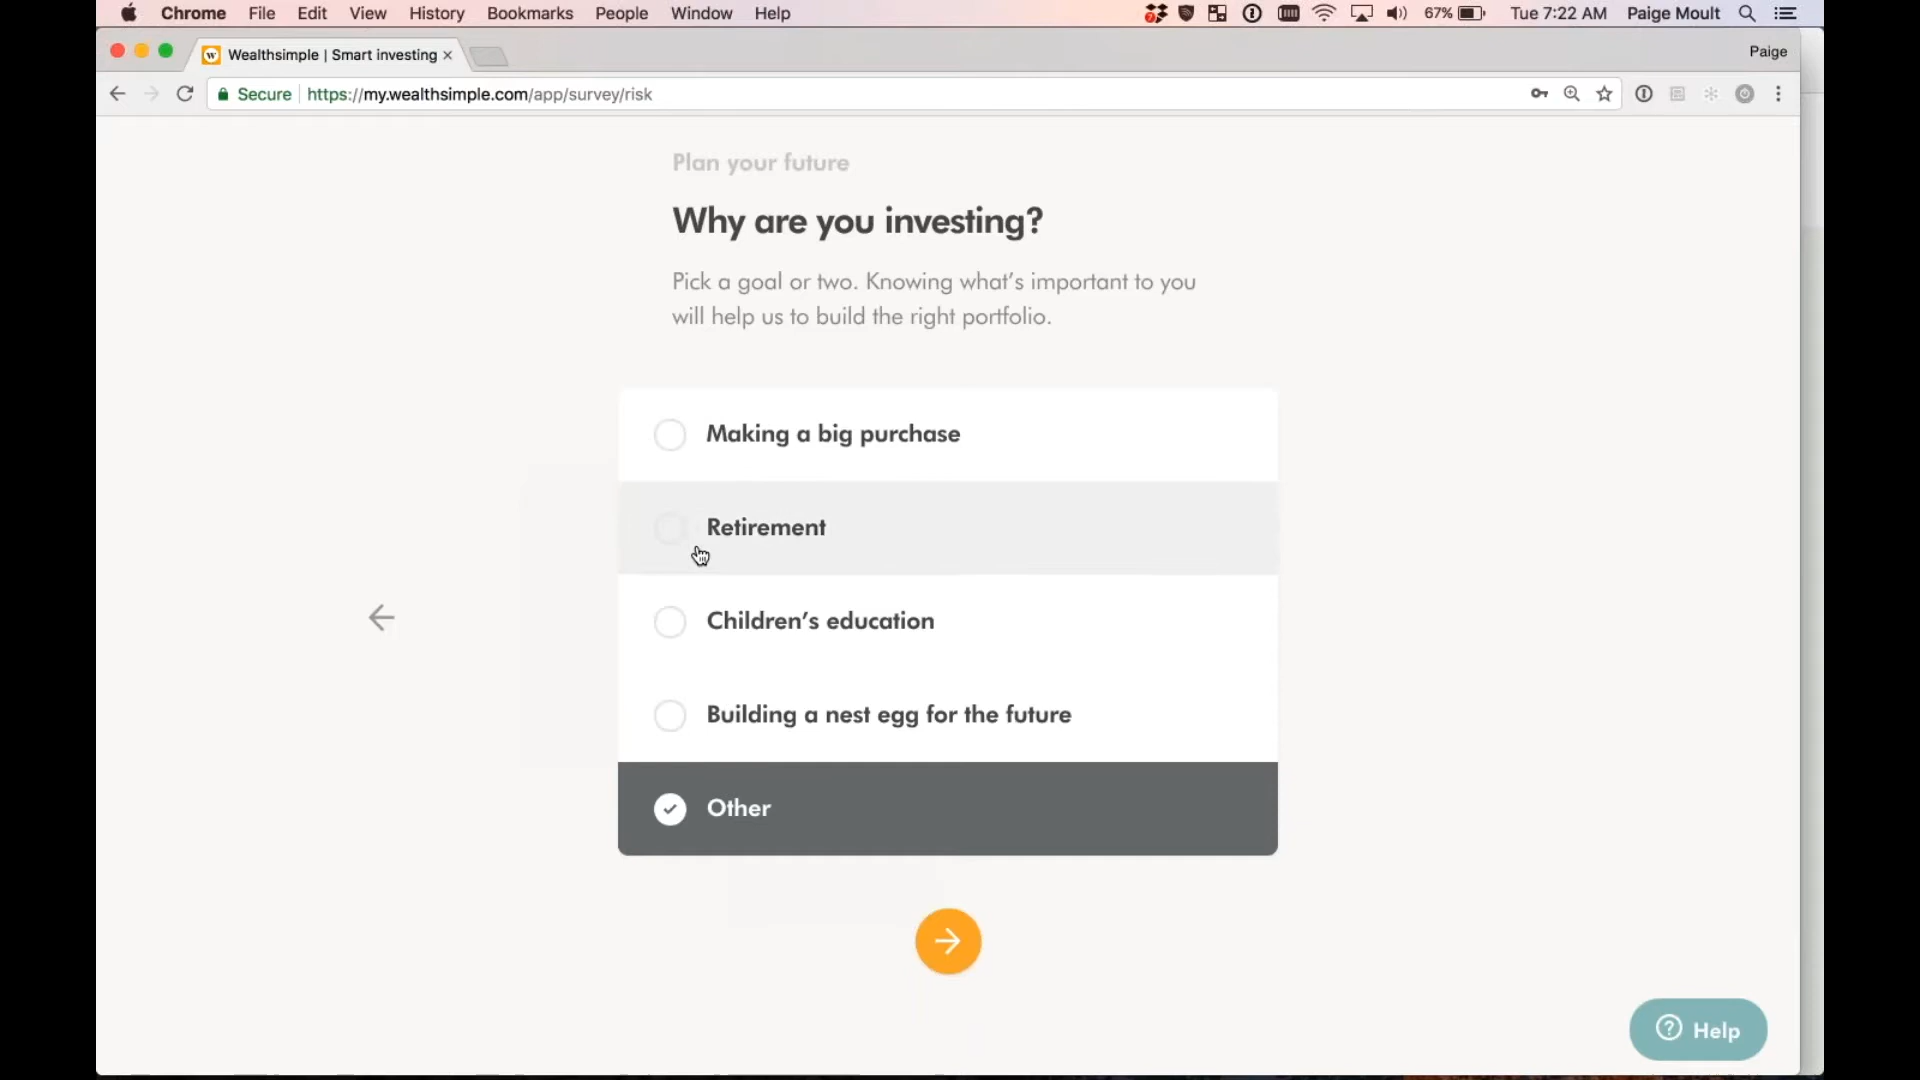 Chrome File Edit View History Bookmarks People Window Help 67% Tue 7:22 AM Paige Moult
Wealthsimple | Smart investing Paige
Secure https://my.wealthsimple.com/app/survey/risk
Plan your future
Why are you investing?
Pick a goal or two. Knowing what's important to you
will help us to build the right portfolio.
Making a big purchase
Retirement
Children's education
Building a nest egg for the future
Other
Help